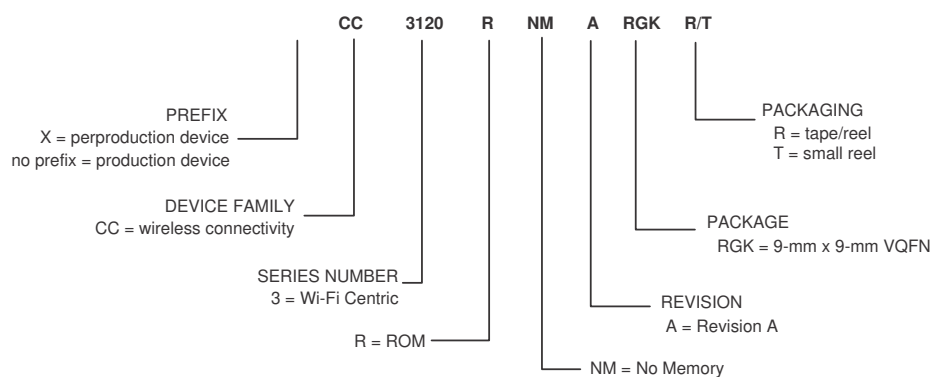 CC 3120 R NM A RGK R/T
PREFIX
X = perproduction device
no prefix = production device
PACKAGING
R = tape/reel
T = small reel
DEVICE FAMILY
CC = wireless connectivity
PACKAGE
RGK = 9-mm x 9-mm VQFN
SERIES NUMBER
3 = Wi-Fi Centric
REVISION
A = Revision A
R = ROM
NM = No Memory